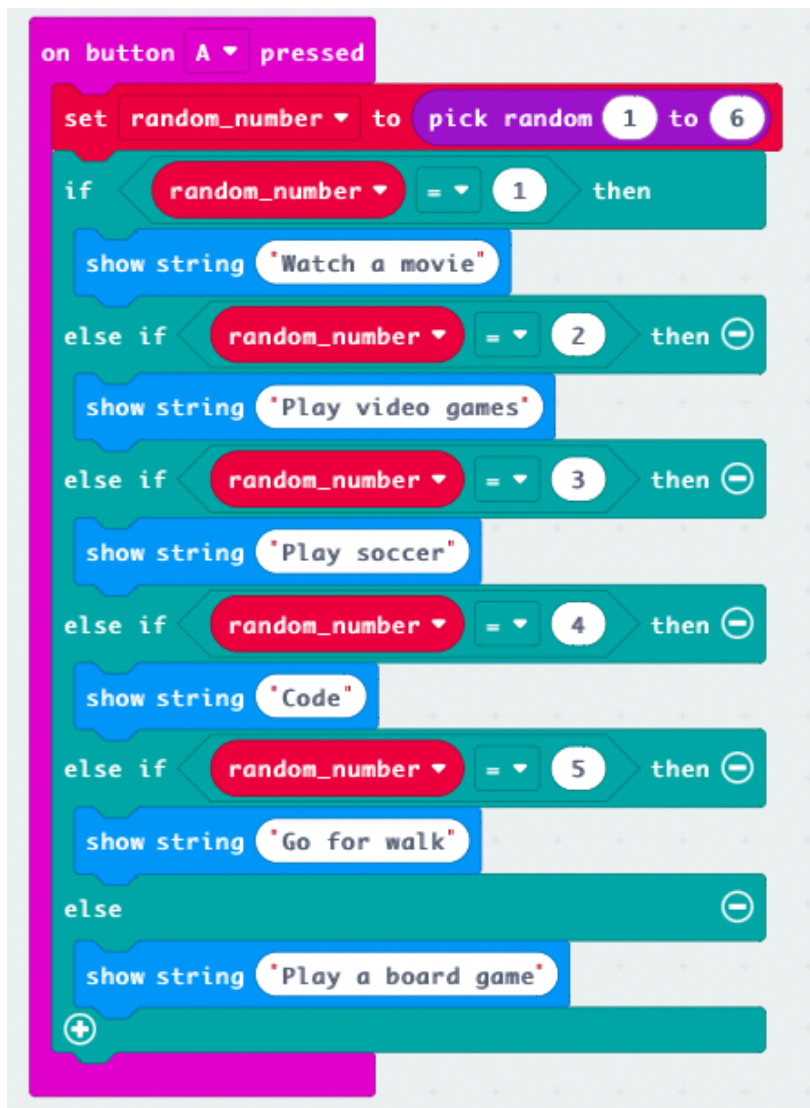 on button A pressed
set random_number to pick random 1 to 6
if random_number = 1 then
show string "Watch a movie"
else if random_number = 2 then
show string "Play video games"
else if random_number = 3 then
show string "Play soccer"
else if random_number = 4 then
show string "Code"
else if random_number = 5 then
show string "Go for walk"
else
show string "Play a board game"